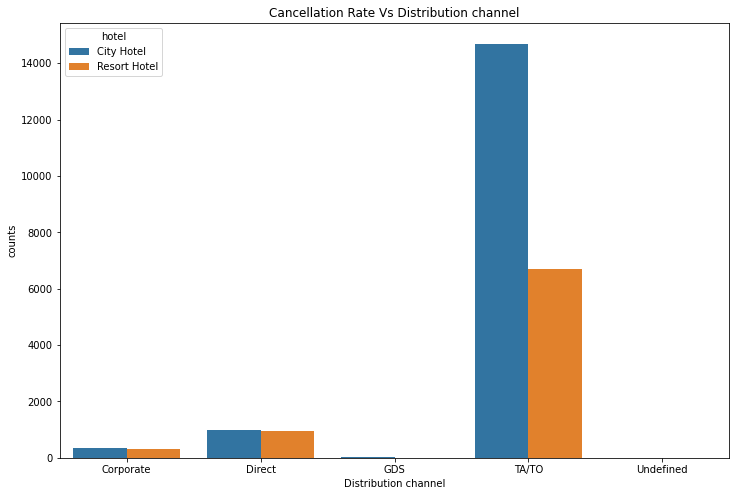 Cancellation Rate Vs Distribution channel
hotel
City Hotel
Resort Hotel
14000
12000
10000
8000
6000
4000
2000
0
counts
Corporate
Direct
GDS
TA/TO
Undefined
Distribution channel